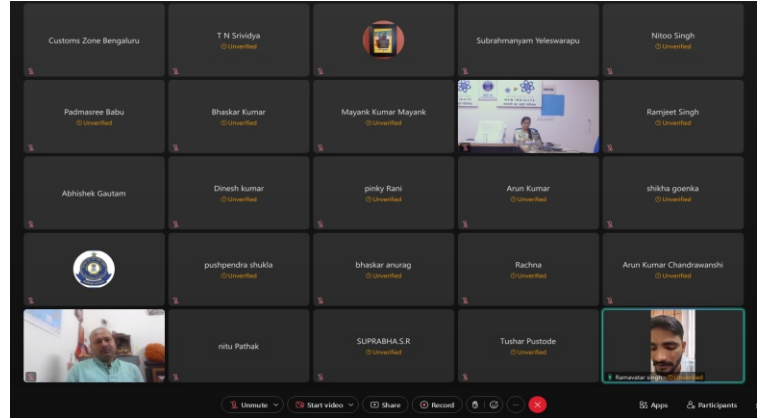 Customs Zone Bengaluru
T N Srividya
Unverified
Subrahmanyam Yeleswarapu
Nitoo Singh
Unverified
Padmasree Babu
Unverified
Bhaskar Kumar
Unverified
Mayank Kumar Mayank
Unverified
Ramjeet Singh
Unverified
Abhishek Gautam
Dinesh kumar
Unverified
pinky Rani
Unverified
Arun Kumar
Unverified
shikha goenka
Unverified
pushpendra shukla
Unverified
bhaskar anurag
Unverified
Rachna
Unverified
Arun Kumar Chandrawanshi
Unverified
nitu Pathak
SUPRABHA.S.R
Unverified
Tushar Pustode
Unverified
Ramavatar singh - Unverified
Unmute
Start video
Share
Record
Apps
Participants